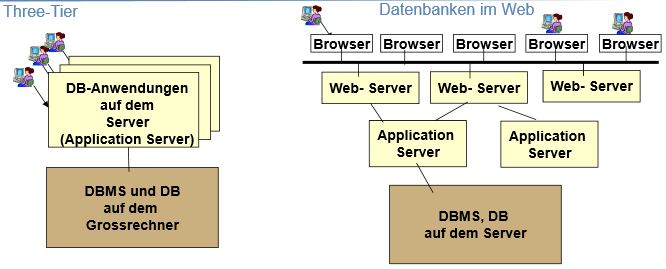 Three-Tier
DB-Anwendungen
auf dem
Server
(Application Server)
DBMS und DB
auf dem
Grossrechner
Datenbanken im Web
Browser Browser Browser Browser Browser
Web- Server Web- Server Web- Server
Application
Server
Application
Server
DBMS, DB
auf dem Server